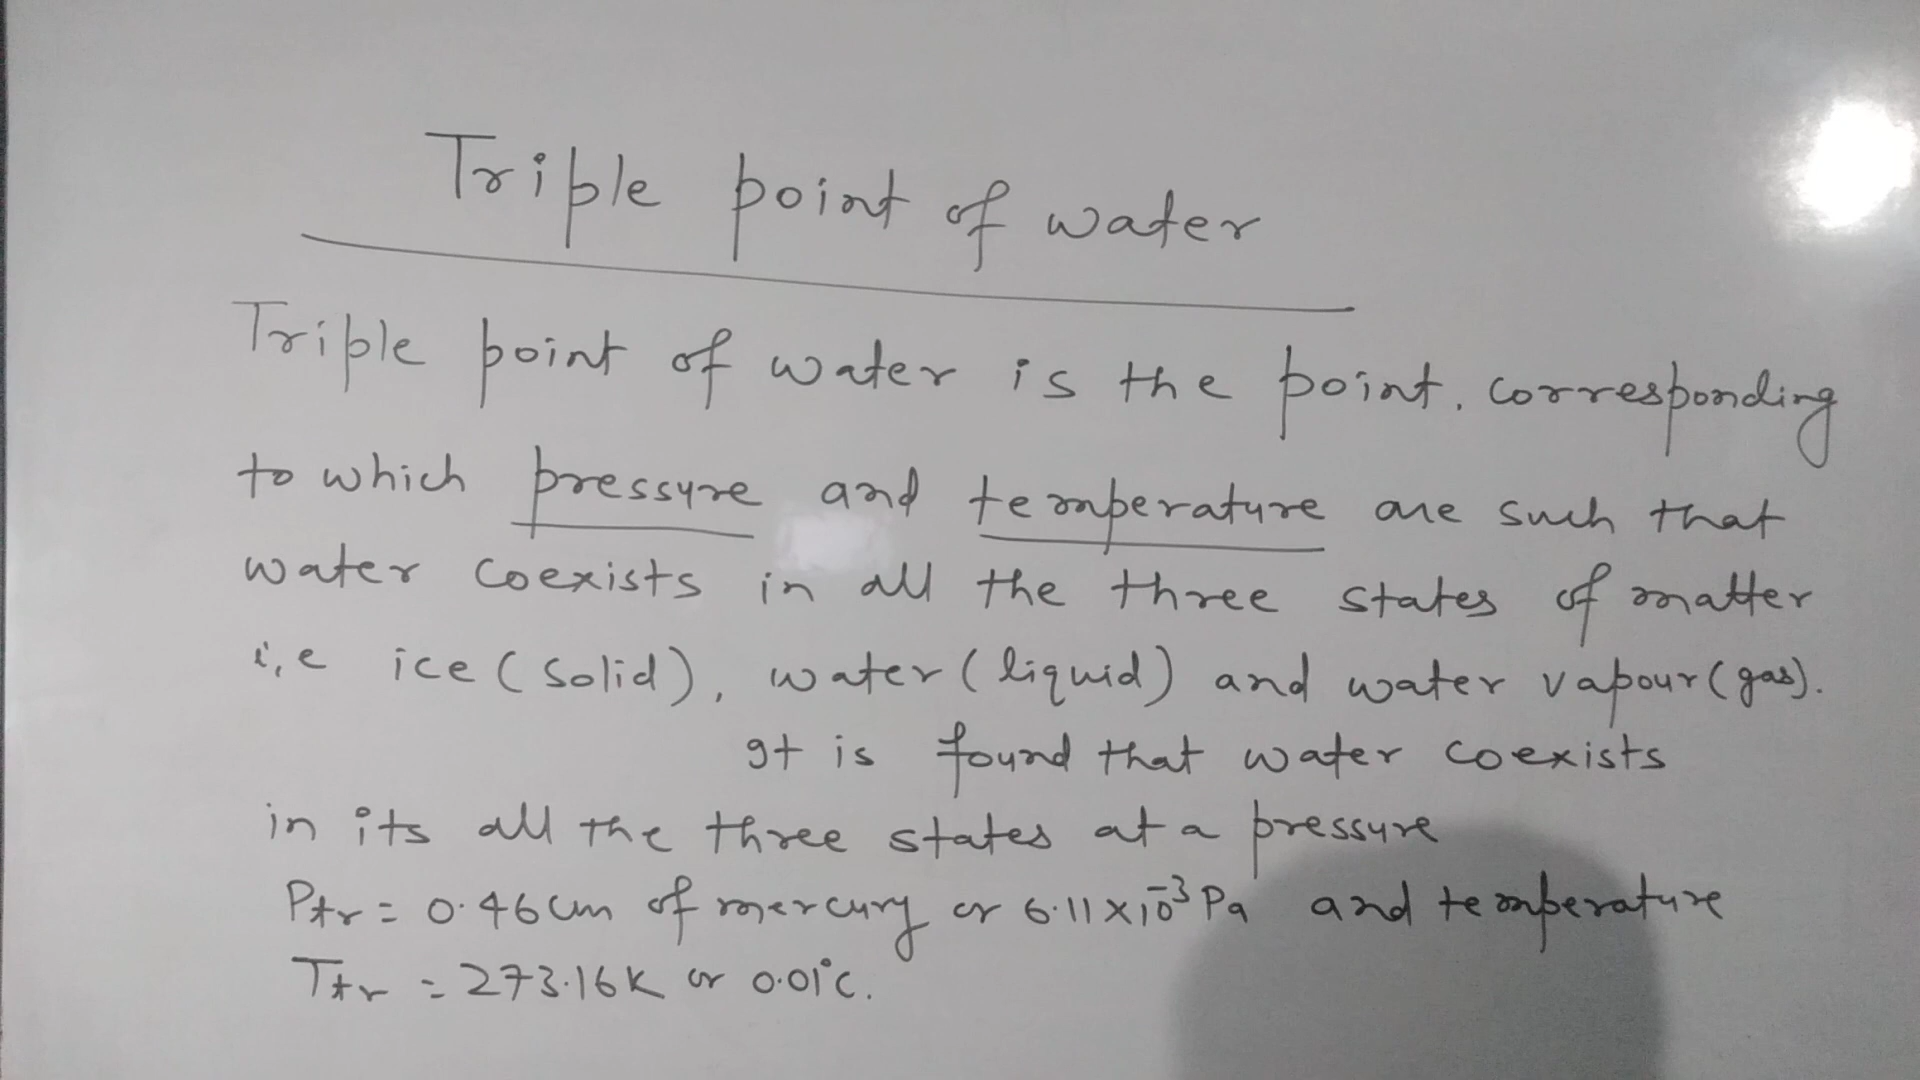 Triple point of water
Triple point of water is the point. corresponding
to which pressure and temperature are such that
water coexists in all the three states of matter
i,e ice (solid), water (liquid) and water vapour (gas).
It is found that water coexists
in its all the three states at a pressure
Ptr = 0.46 cm of mercury or 6.11×10⁻³ Pa and temperature
Ttr = 273.16K or 0.01°C.